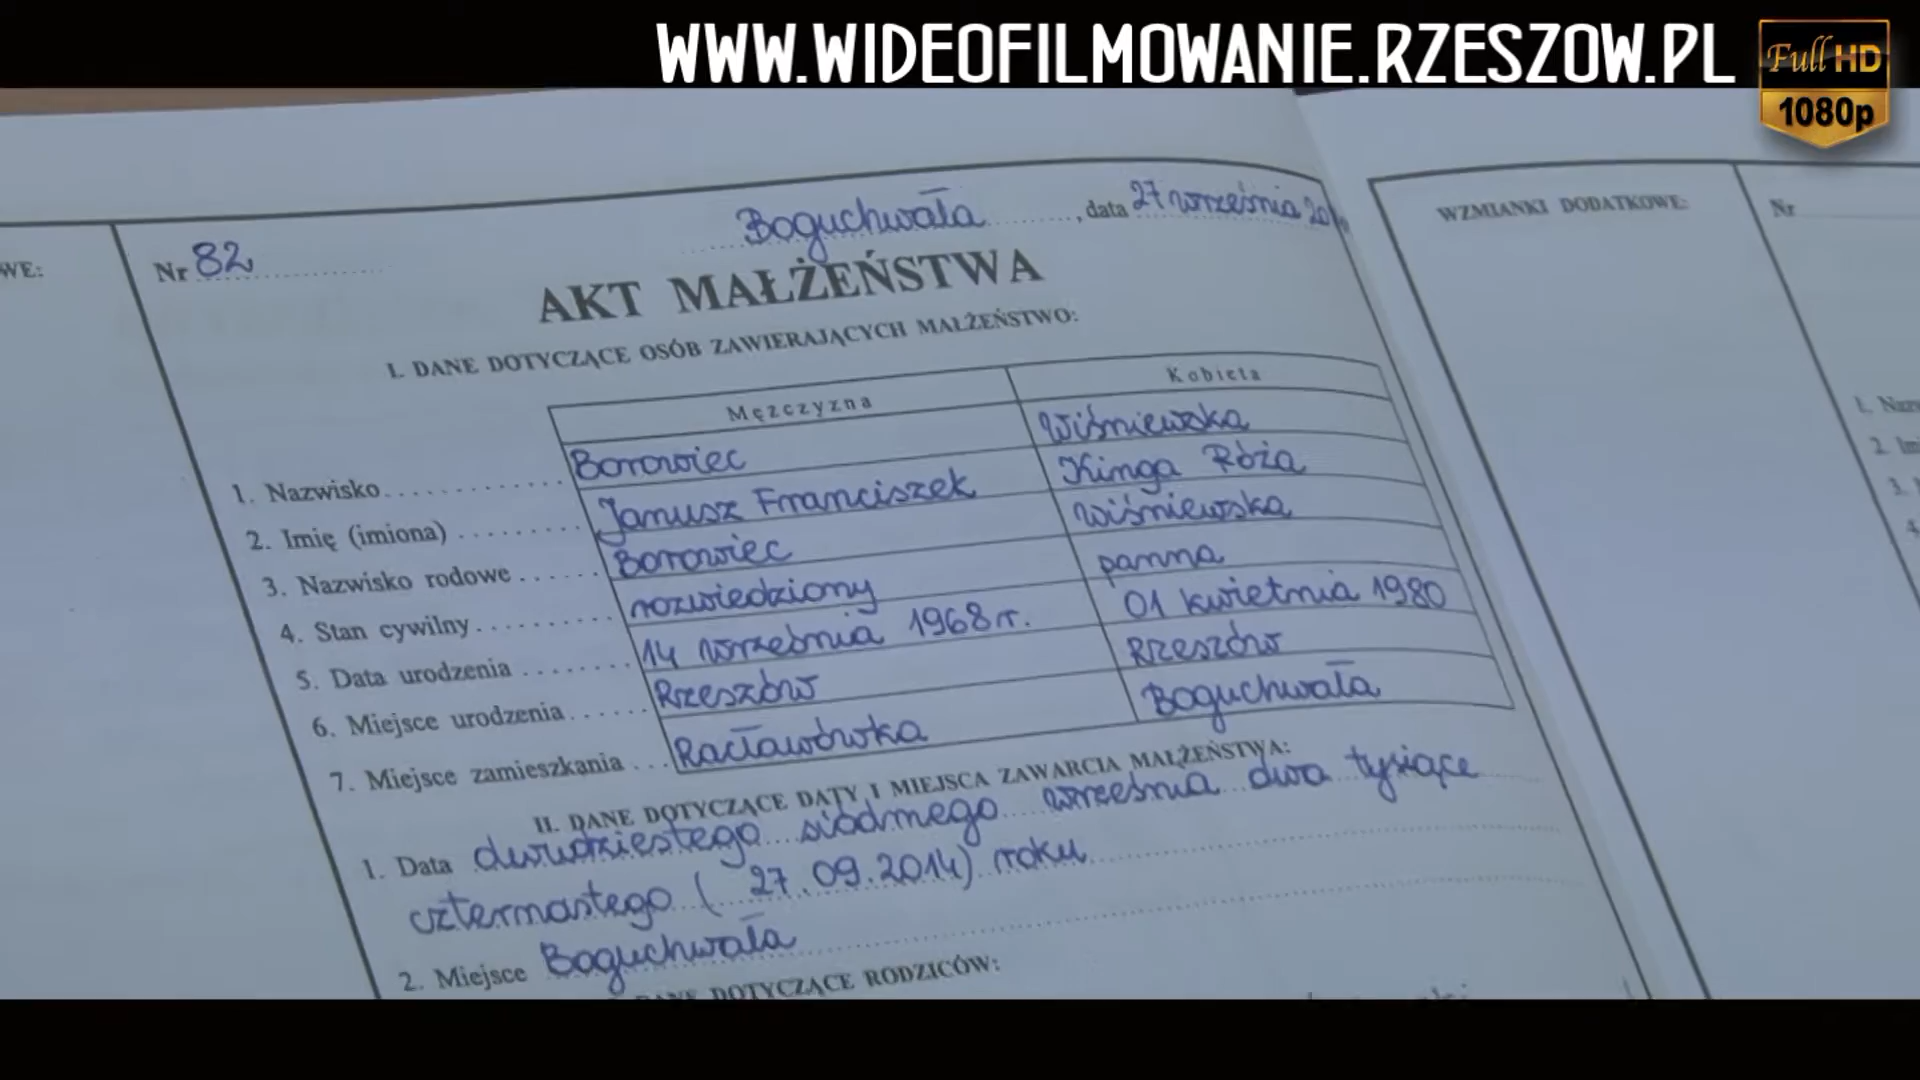 WWW.WIDEOFILMOWANIE.RZESZOW.PL
Full HD
1080p
WE:
Nr 82
Boguchwała, data 27 września
AKT MAŁŻEŃSTWA
I. DANE DOTYCZĄCE OSÓB ZAWIERAJĄCYCH MAŁŻEŃSTWO:
Mężczyzna Kobieta
1. Nazwisko Borowiec Wiśniewska
2. Imię (imiona) Janusz Franciszek Kinga Róża
3. Nazwisko rodowe Borowiec Wiśniewska
4. Stan cywilny rozwiedziony panna
5. Data urodzenia 14 września 1968 r. 01 kwietnia 1980
6. Miejsce urodzenia Rzeszów Rzeszów
7. Miejsce zamieszkania Racławówka Boguchwała
II. DANE DOTYCZĄCE DATY I MIEJSCA ZAWARCIA MAŁŻEŃSTWA:
1. Data dwudziestego siódmego września dwa tysiące
czternastego (27.09.2014) roku
2. Miejsce Boguchwała
DANE DOTYCZĄCE RODZICÓW:
WZMIANKI DODATKOWE:
Nr
1.
2.
3.
4.